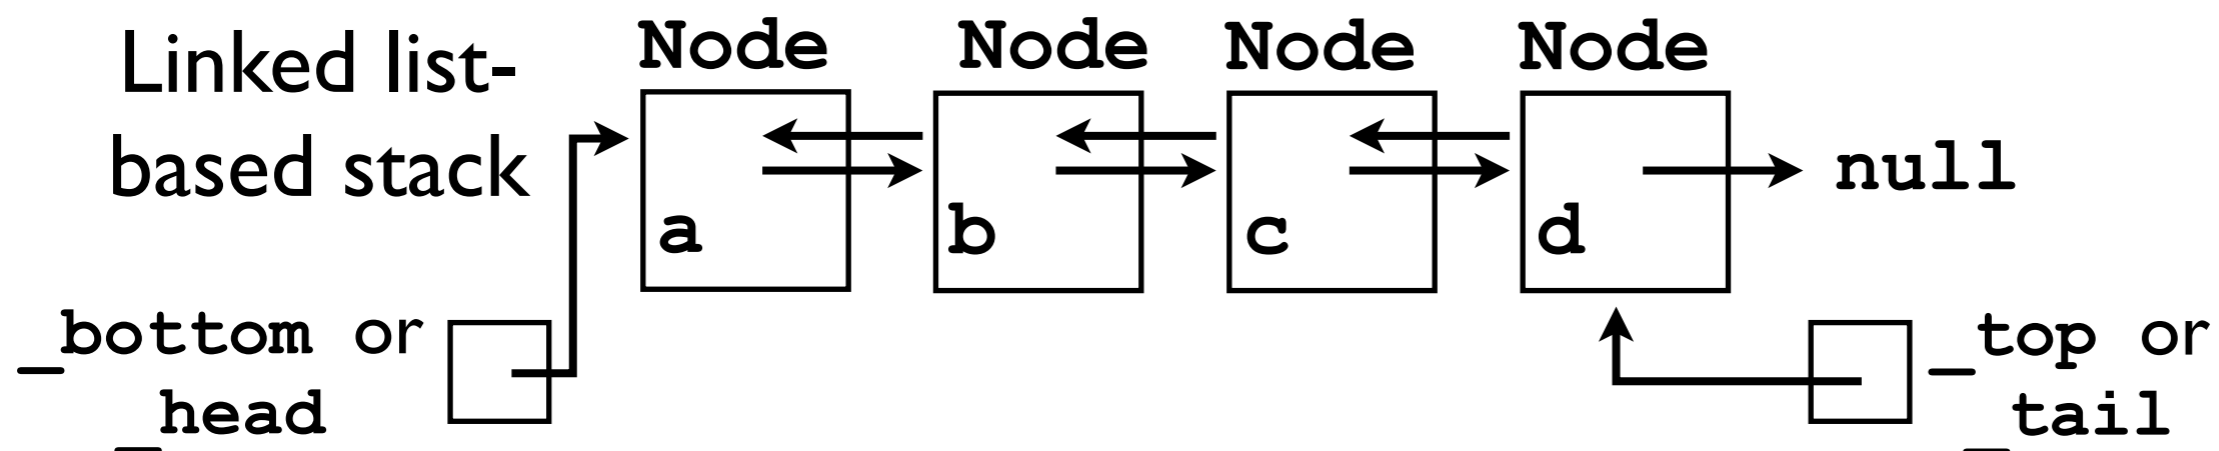 Linked list-
based stack
Node Node Node Node
a b c d
null
_bottom or
_head
_top or
_tail